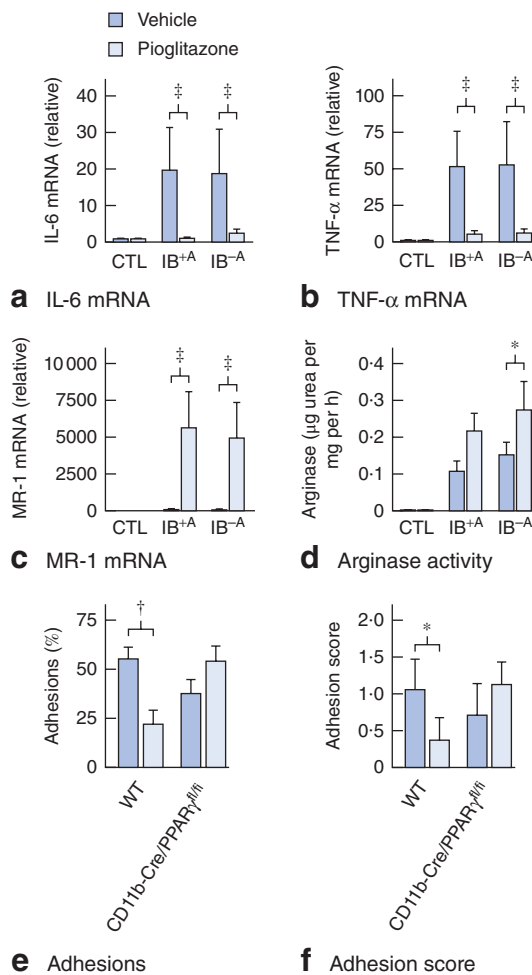 Vehicle
Pioglitazone
IL-6 mRNA (relative)
40
30
20
10
0
‡
‡
CTL
IB+A
IB–A
a IL-6 mRNA
TNF-α mRNA (relative)
100
75
50
25
0
‡
‡
CTL
IB+A
IB–A
b TNF-α mRNA
MR-1 mRNA (relative)
10 000
7500
5000
2500
0
‡
‡
CTL
IB+A
IB–A
c MR-1 mRNA
Arginase (μg urea per
mg per h)
0·4
0·3
0·2
0·1
0
*
CTL
IB+A
IB–A
d Arginase activity
Adhesions (%)
75
50
25
0
†
WT
CD11b-Cre/PPARγfl/fl
e Adhesions
Adhesion score
2·0
1·5
1·0
0·5
0
*
WT
CD11b-Cre/PPARγfl/fl
f Adhesion score